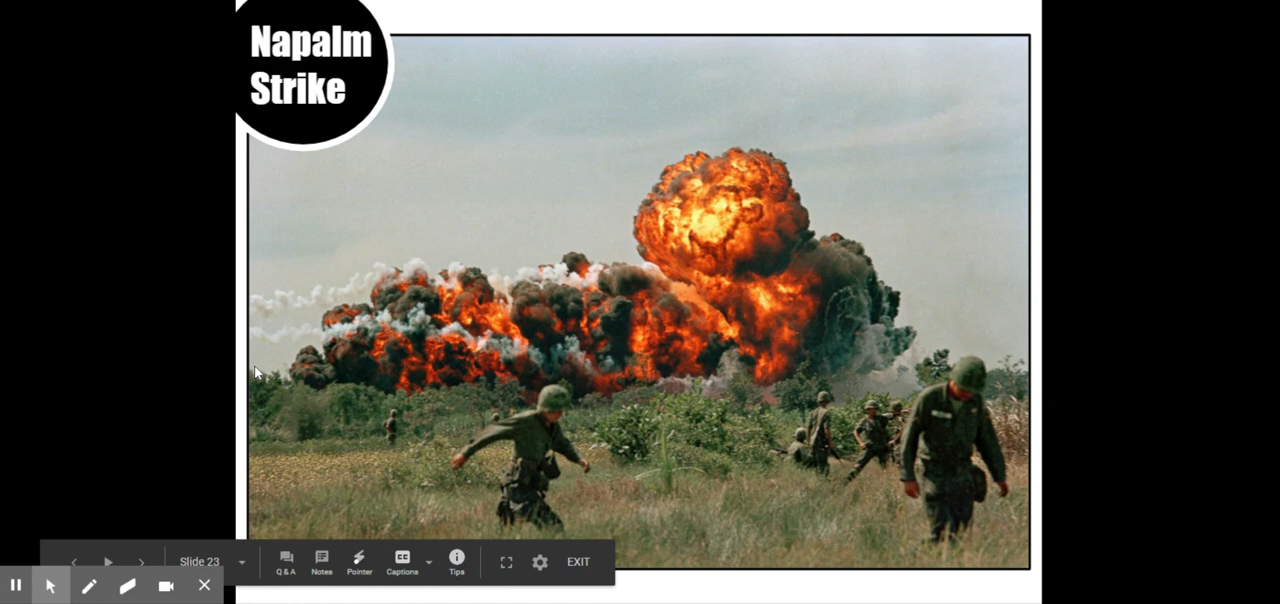 Napalm
Strike
Slide 23
Q & A
Notes
Pointer
Captions
Tips
EXIT